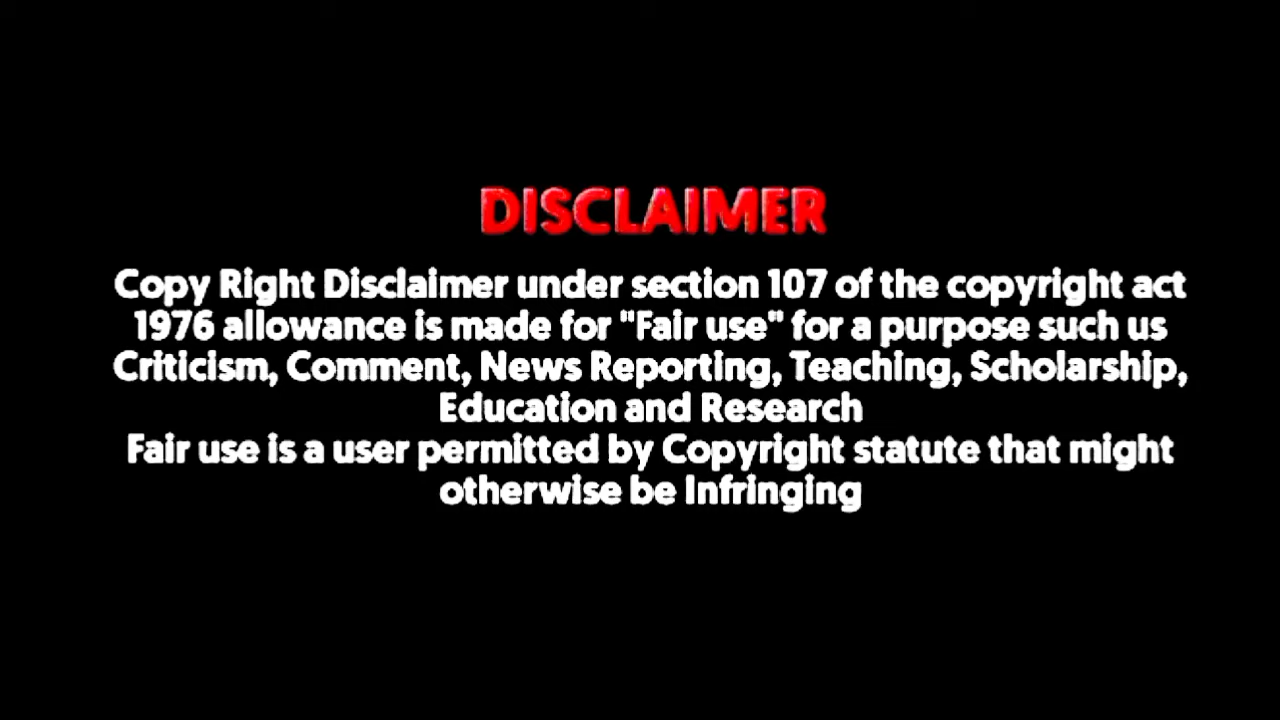 DISCLAIMER
Copy Right Disclaimer under section 107 of the copyright act
1976 allowance is made for "Fair use" for a purpose such us
Criticism, Comment, News Reporting, Teaching, Scholarship,
Education and Research
Fair use is a user permitted by Copyright statute that might
otherwise be Infringing